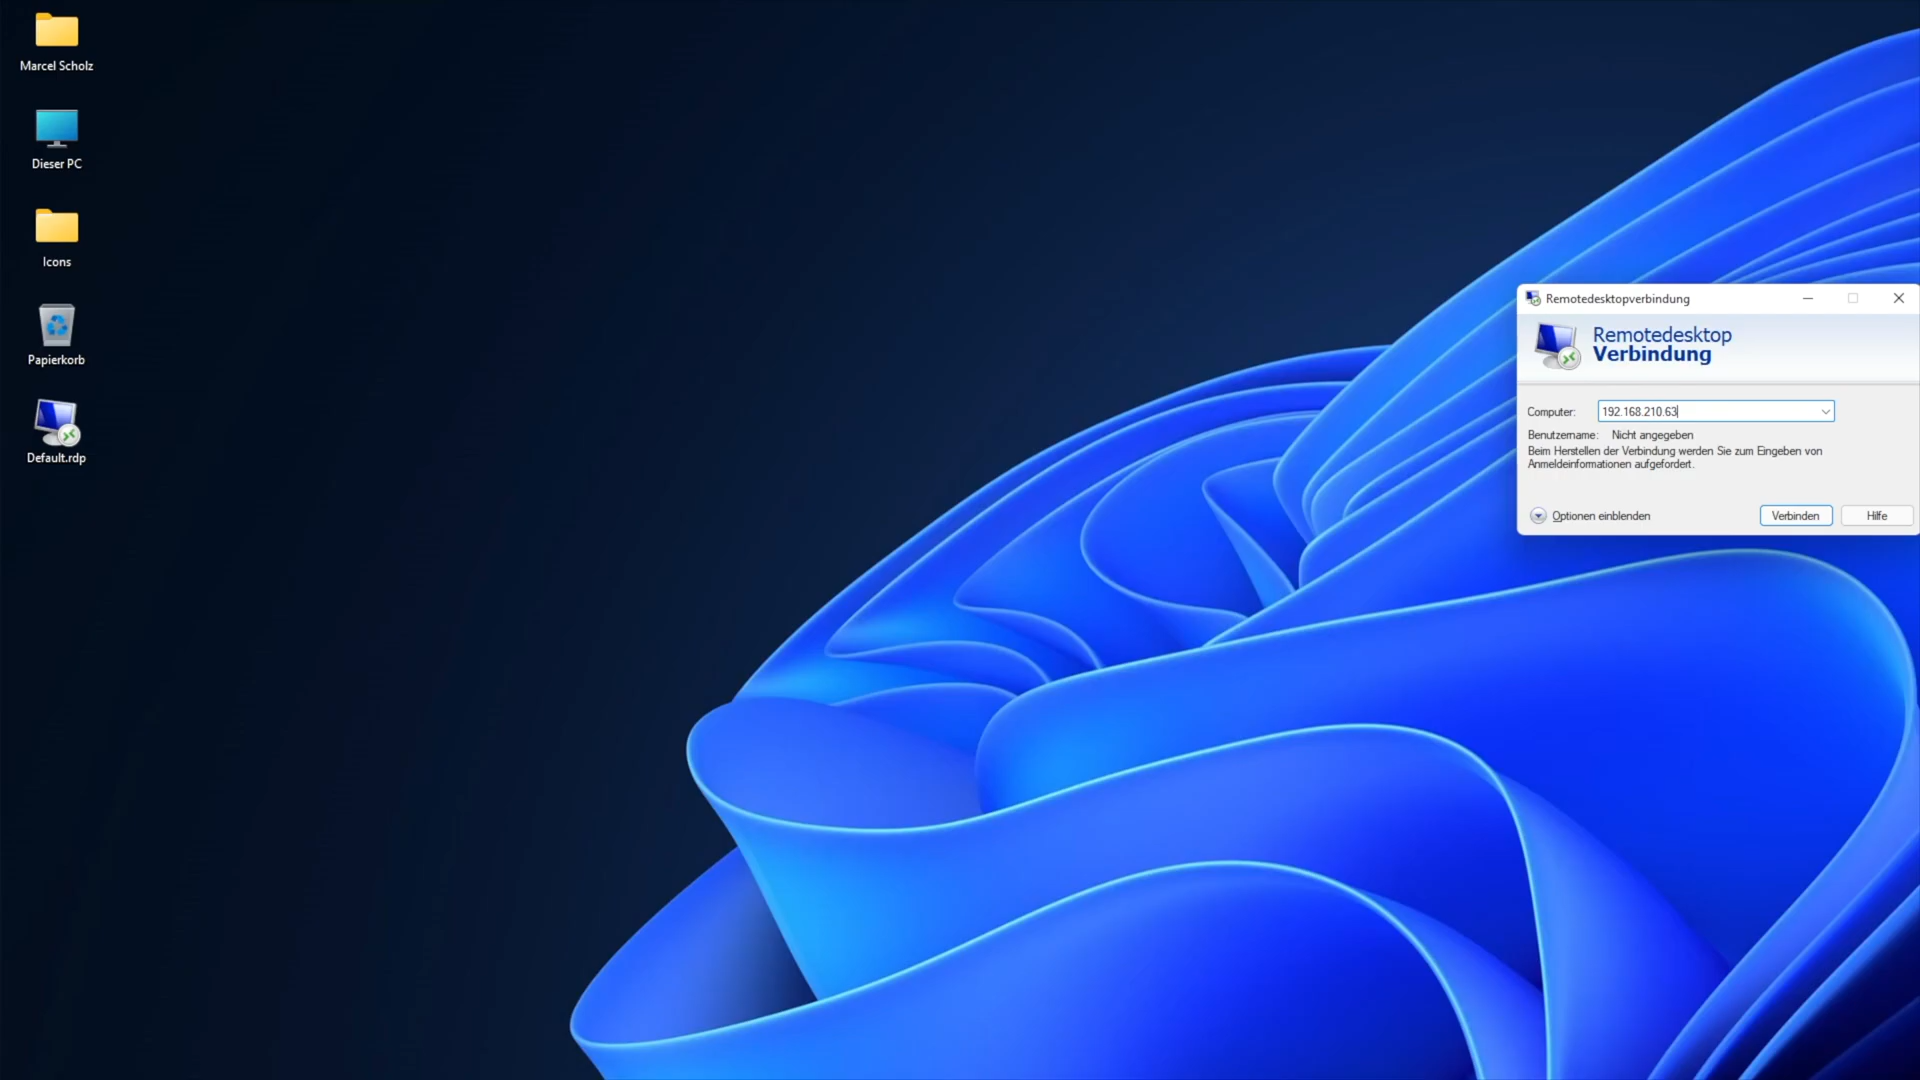 Marcel Scholz
Dieser PC
Icons
Papierkorb
Default.rdp
Remotedesktopverbindung
Remotedesktop
Verbindung
Computer: 192.168.210.63
Benutzername: Nicht angegeben
Beim Herstellen der Verbindung werden Sie zum Eingeben von
Anmeldeinformationen aufgefordert.
Optionen einblenden Verbinden Hilfe